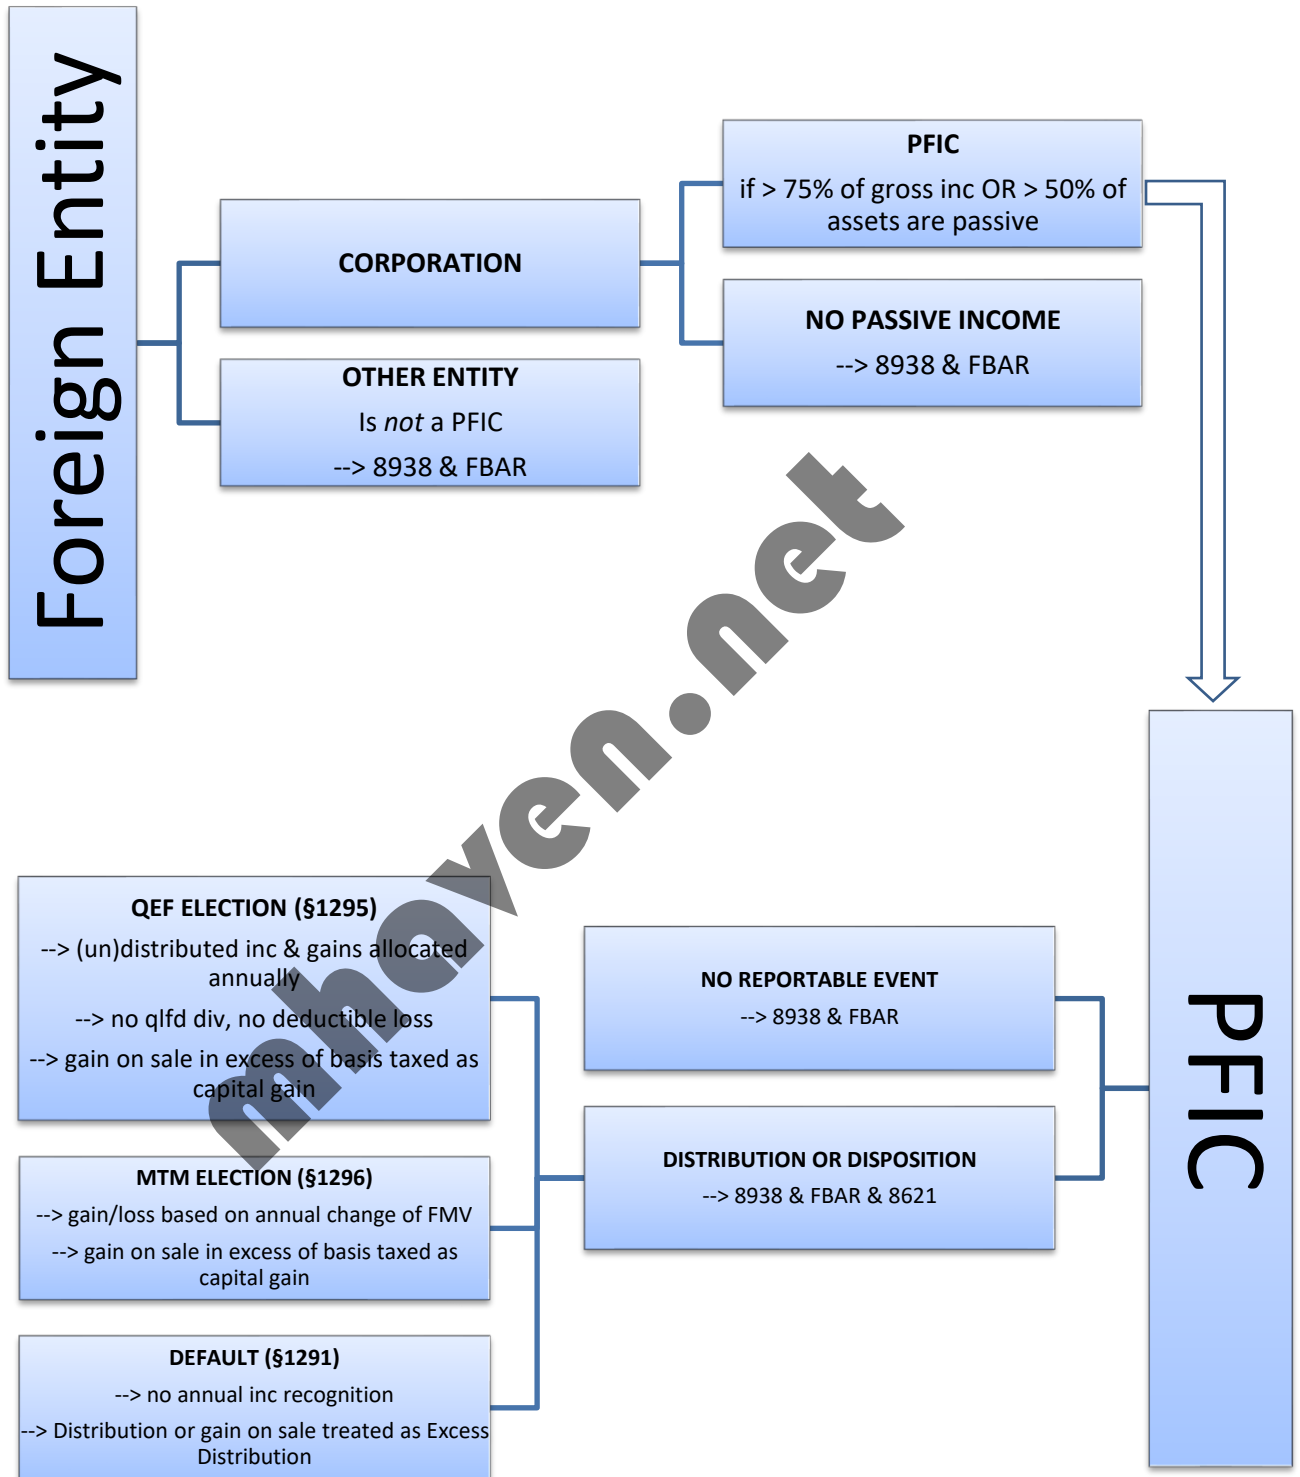 Foreign Entity
CORPORATION
OTHER ENTITY
Is not a PFIC
--> 8938 & FBAR
PFIC
if > 75% of gross inc OR > 50% of
assets are passive
NO PASSIVE INCOME
--> 8938 & FBAR
mhaven.net
PFIC
NO REPORTABLE EVENT
--> 8938 & FBAR
DISTRIBUTION OR DISPOSITION
--> 8938 & FBAR & 8621
QEF ELECTION (§1295)
--> (un)distributed inc & gains allocated
annually
--> no qlfd div, no deductible loss
--> gain on sale in excess of basis taxed as
capital gain
MTM ELECTION (§1296)
--> gain/loss based on annual change of FMV
--> gain on sale in excess of basis taxed as
capital gain
DEFAULT (§1291)
--> no annual inc recognition
--> Distribution or gain on sale treated as Excess
Distribution